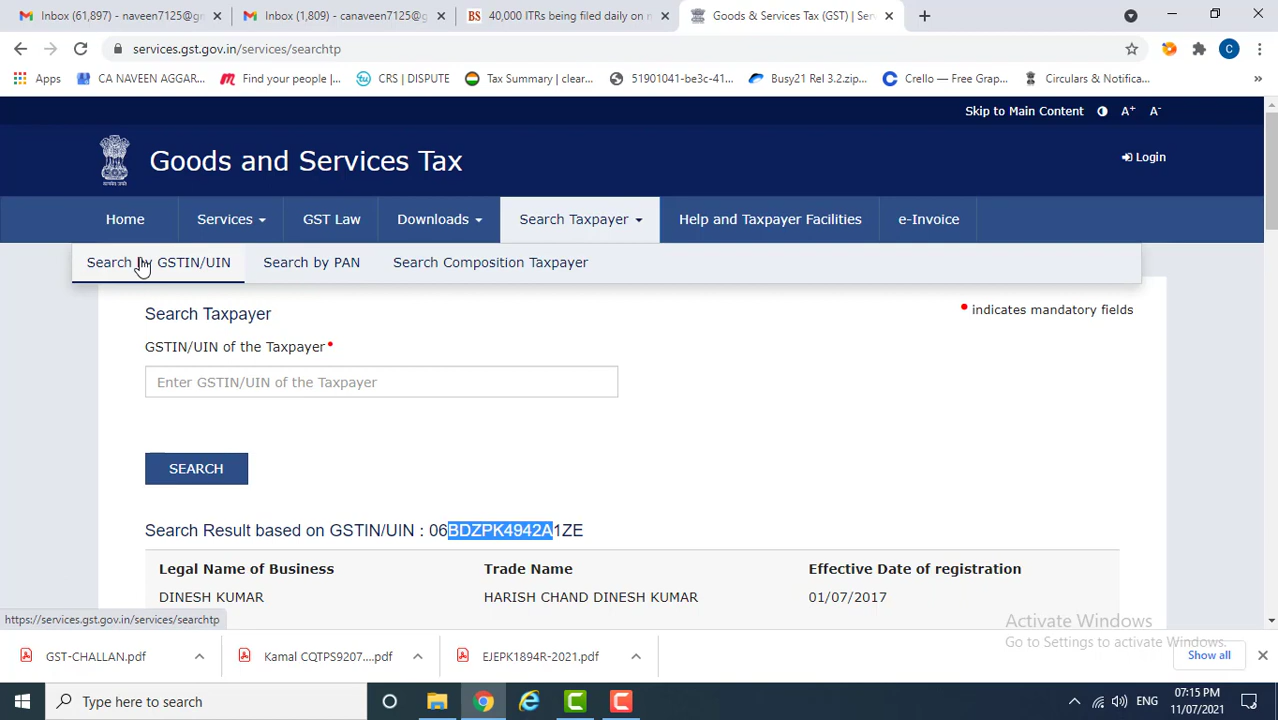 Inbox (61,897) - naveen7125@g
Inbox (1,809) - canaveen7125@g
BS 40,000 ITRs being filed daily on n
Goods & Services Tax (GST) | Ser
services.gst.gov.in/services/searchtp
Apps
CA NAVEEN AGGAR...
Find your people |...
CRS | DISPUTE
Tax Summary | clear...
51901041-be3c-41...
Busy21 Rel 3.2.zip...
Crello — Free Grap...
Circulars & Notifica...
Skip to Main Content A+ A-
Goods and Services Tax
Login
Home Services GST Law Downloads Search Taxpayer Help and Taxpayer Facilities e-Invoice
Search by GSTIN/UIN Search by PAN Search Composition Taxpayer
Search Taxpayer
• indicates mandatory fields
GSTIN/UIN of the Taxpayer•
Enter GSTIN/UIN of the Taxpayer
SEARCH
Search Result based on GSTIN/UIN : 06BDZPK4942A1ZE
Legal Name of Business Trade Name Effective Date of registration
DINESH KUMAR HARISH CHAND DINESH KUMAR 01/07/2017
https://services.gst.gov.in/services/searchtp
Activate Windows
Go to Settings to activate Windows.
GST-CHALLAN.pdf
Kamal CQTPS9207....pdf
EJEPK1894R-2021.pdf
Show all
Type here to search
ENG
07:15 PM
11/07/2021